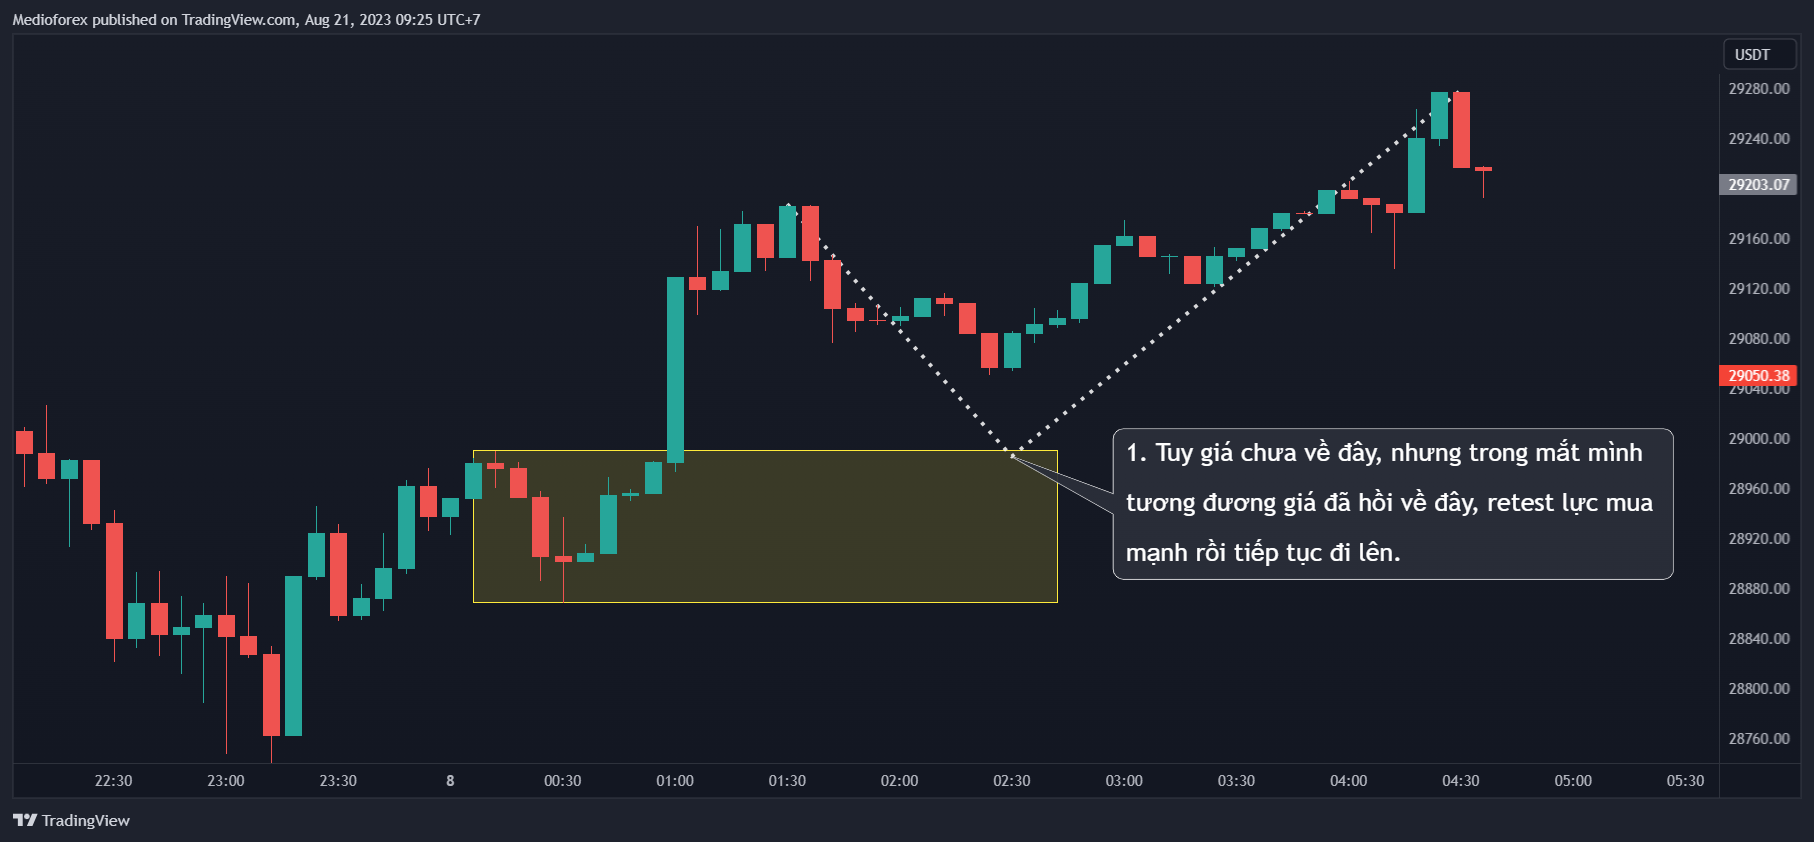 Medioforex published on TradingView.com, Aug 21, 2023 09:25 UTC+7
USDT
29280.00
29240.00
29203.07
29160.00
29120.00
29080.00
29050.38
29040.00
29000.00
28960.00
28920.00
28880.00
28840.00
28800.00
28760.00
1. Tuy giá chưa về đây, nhưng trong mắt mình
tương đương giá đã hồi về đây, retest lực mua
mạnh rồi tiếp tục đi lên.
22:30 23:00 23:30 8 00:30 01:00 01:30 02:00 02:30 03:00 03:30 04:00 04:30 05:00 05:30
TradingView